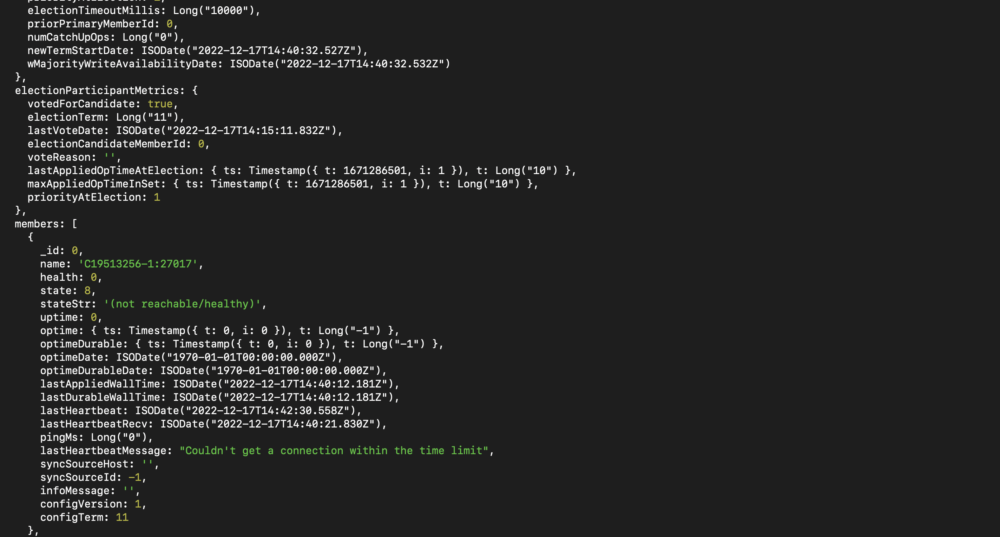 electionTimeoutMillis: Long("10000"),
priorPrimaryMemberId: 0,
numCatchUpOps: Long("0"),
newTermStartDate: ISODate("2022-12-17T14:40:32.527Z"),
wMajorityWriteAvailabilityDate: ISODate("2022-12-17T14:40:32.532Z")
},
electionParticipantMetrics: {
votedForCandidate: true,
electionTerm: Long("11"),
lastVoteDate: ISODate("2022-12-17T14:15:11.832Z"),
electionCandidateMemberId: 0,
voteReason: '',
lastAppliedOpTimeAtElection: { ts: Timestamp({ t: 1671286501, i: 1 }), t: Long("10") },
maxAppliedOpTimeInSet: { ts: Timestamp({ t: 1671286501, i: 1 }), t: Long("10") },
priorityAtElection: 1
},
members: [
{
_id: 0,
name: 'C19513256-1:27017',
health: 0,
state: 8,
stateStr: '(not reachable/healthy)',
uptime: 0,
optime: { ts: Timestamp({ t: 0, i: 0 }), t: Long("-1") },
optimeDurable: { ts: Timestamp({ t: 0, i: 0 }), t: Long("-1") },
optimeDate: ISODate("1970-01-01T00:00:00.000Z"),
optimeDurableDate: ISODate("1970-01-01T00:00:00.000Z"),
lastAppliedWallTime: ISODate("2022-12-17T14:40:12.181Z"),
lastDurableWallTime: ISODate("2022-12-17T14:40:12.181Z"),
lastHeartbeat: ISODate("2022-12-17T14:42:30.558Z"),
lastHeartbeatRecv: ISODate("2022-12-17T14:40:21.830Z"),
pingMs: Long("0"),
lastHeartbeatMessage: "Couldn't get a connection within the time limit",
syncSourceHost: '',
syncSourceId: -1,
infoMessage: '',
configVersion: 1,
configTerm: 11
},